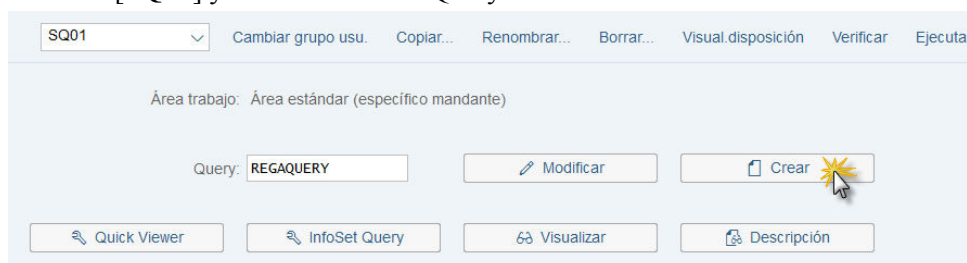 SQ01 Cambiar grupo usu. Copiar... Renombrar... Borrar... Visual.disposición Verificar Ejecuta
Área trabajo: Área estándar (específico mandante)
Query: REGAQUERY Modificar Crear
Quick Viewer InfoSet Query Visualizar Descripción